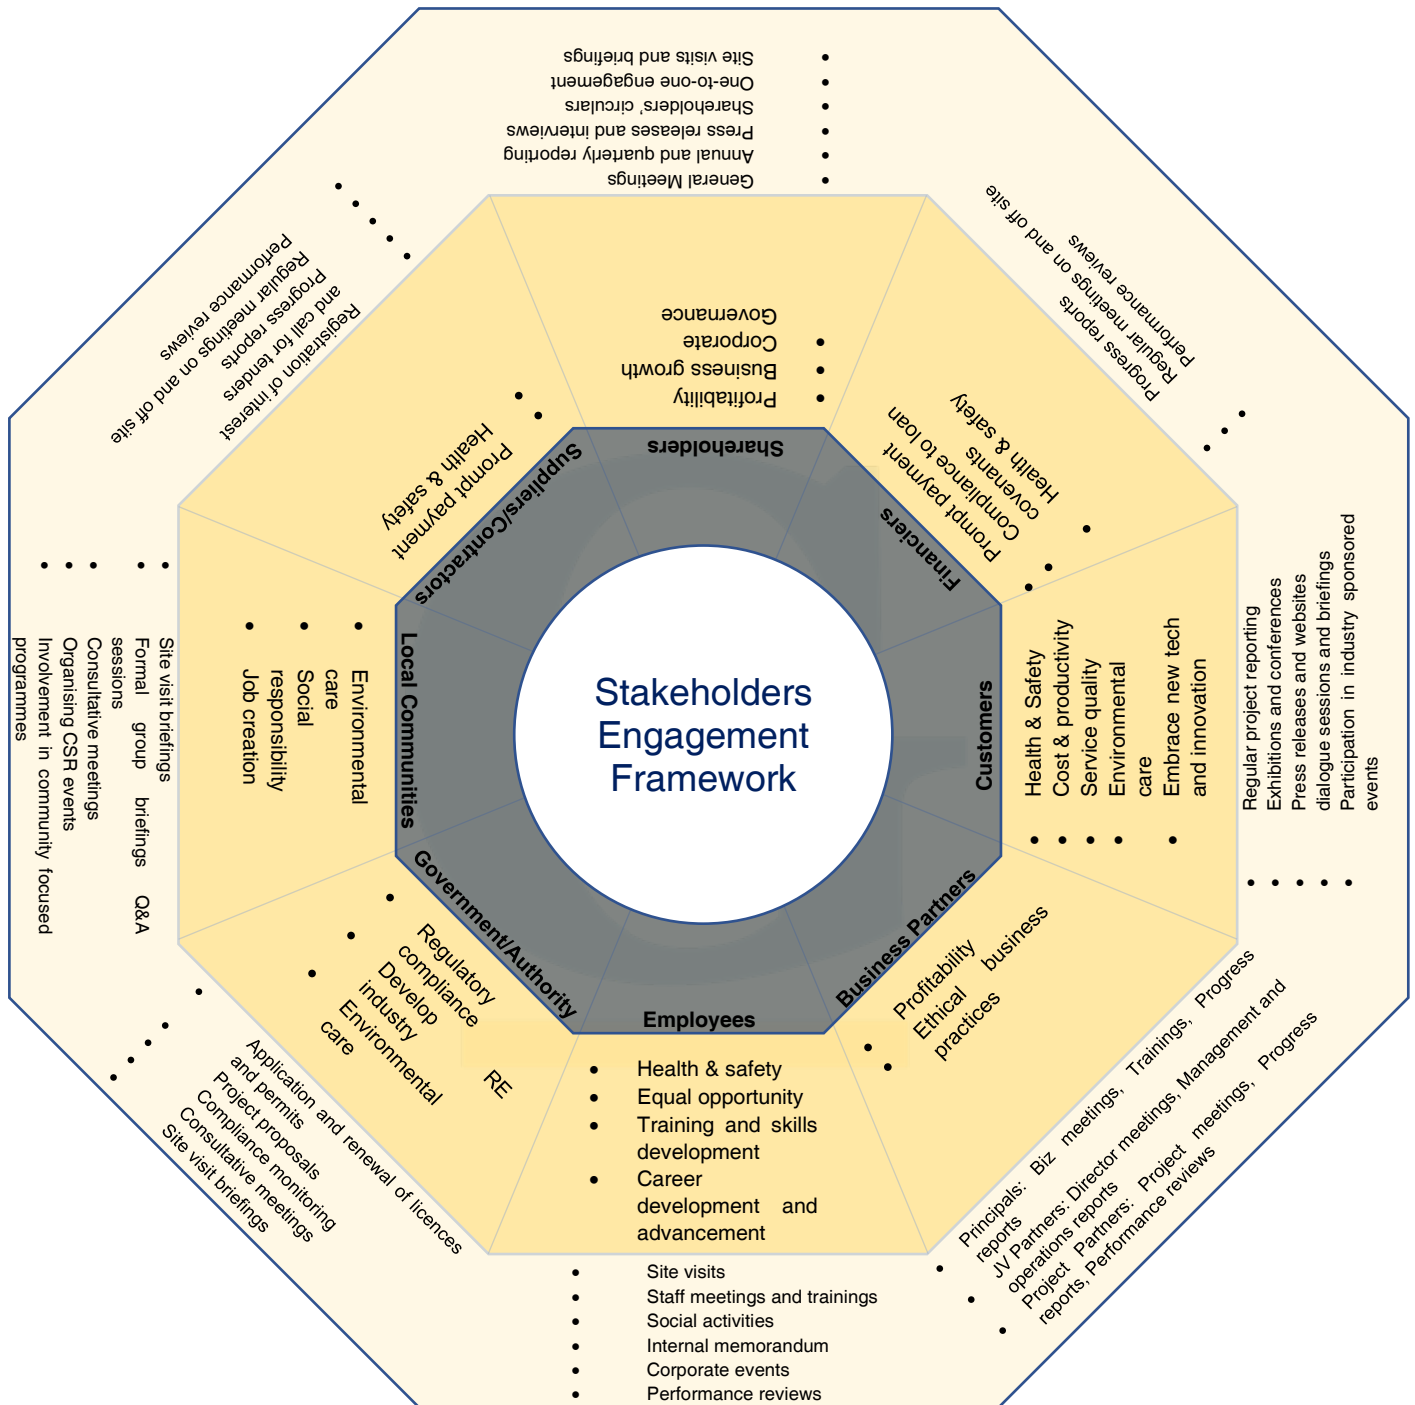 Stakeholders
Engagement
Framework
Shareholders
Profitability
Business growth
Corporate
Governance
General Meetings
Annual and quarterly reporting
Press releases and interviews
Shareholders' circulars
One-to-one engagement
Site visits and briefings
Financiers
Prompt payment
Compliance to loan
covenants
Health & safety
Progress reports
Regular meetings on and off site
Performance reviews
Customers
Health & Safety
Cost & productivity
Service quality
Environmental
care
Embrace new tech
and innovation
Regular project reporting
Exhibitions and conferences
Press releases and websites
dialogue sessions and briefings
Participation in industry sponsored
events
Business Partners
Profitability
Ethical business
practices
Principals: Biz meetings, Trainings, Progress
reports
JV Partners: Director meetings, Management and
operations reports
Project Partners: Project meetings, Progress
reports, Performance reviews
Employees
Health & safety
Equal opportunity
Training and skills
development
Career
development and
advancement
Site visits
Staff meetings and trainings
Social activities
Internal memorandum
Corporate events
Performance reviews
Government/Authority
Regulatory
compliance
Develop RE
industry
Environmental
care
Application and renewal of licences
and permits
Project proposals
Compliance monitoring
Consultative meetings
Site visit briefings
Local Communities
Environmental
care
Social
responsibility
Job creation
Site visit briefings
Formal group briefings Q&A
sessions
Consultative meetings
Organising CSR events
Involvement in community focused
programmes
Suppliers/Contractors
Prompt payment
Health & safety
Registration of interest
and call for tenders
Progress reports
Regular meetings on and off site
Performance reviews